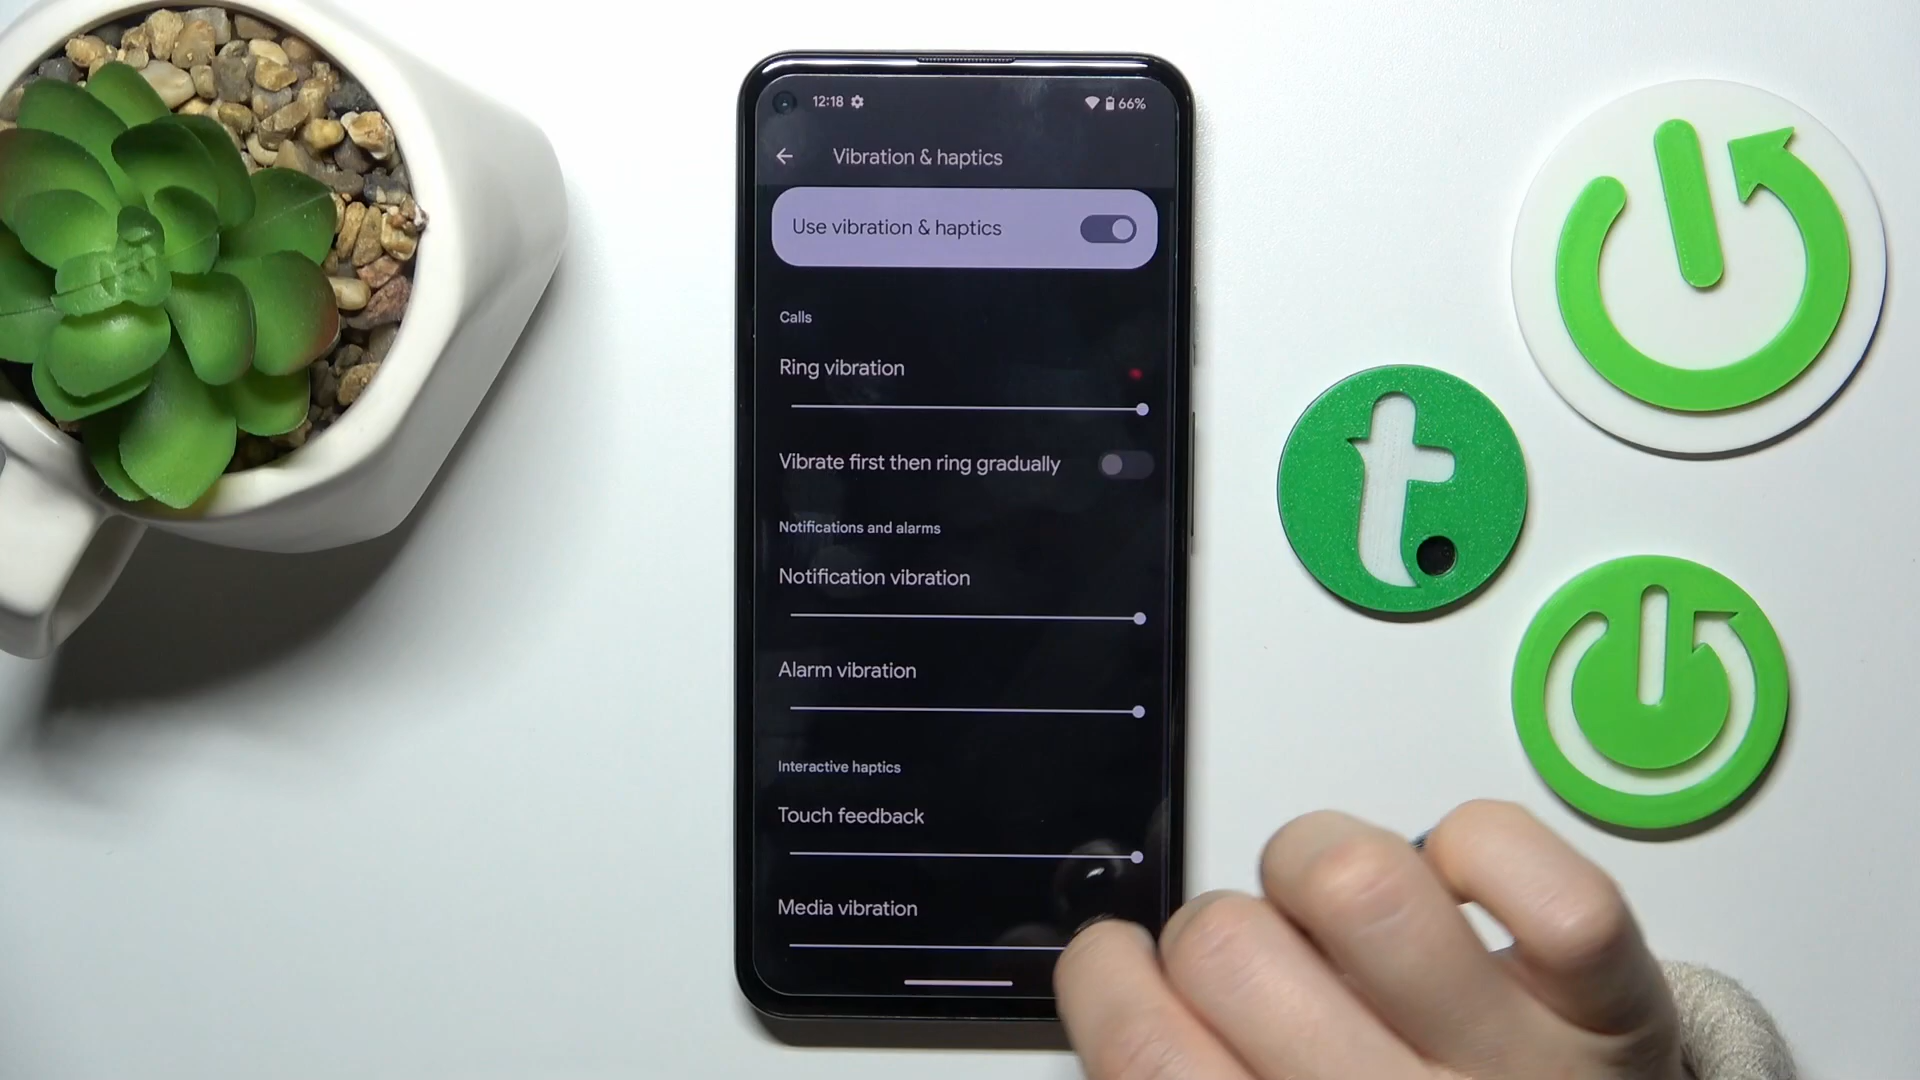 12:18
66%
Vibration & haptics
Use vibration & haptics
Calls
Ring vibration
Vibrate first then ring gradually
Notifications and alarms
Notification vibration
Alarm vibration
Interactive haptics
Touch feedback
Media vibration
t.